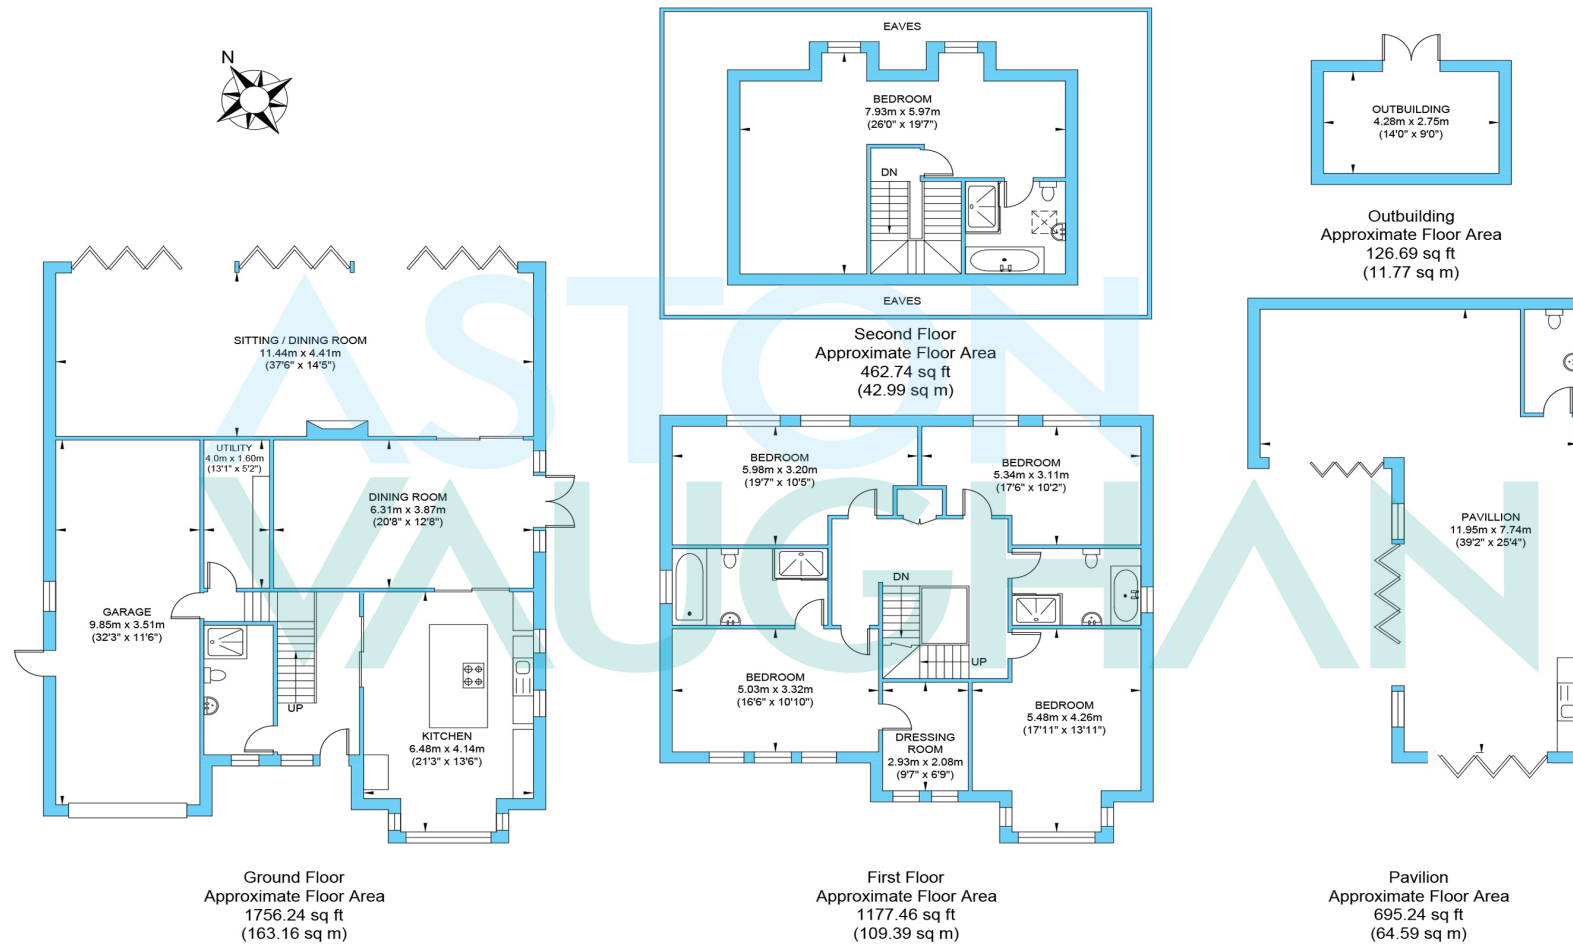 N
SITTING / DINING ROOM
11.44m x 4.41m
(37'6" x 14'5")
UTILITY
4.0m x 1.60m
(13'1" x 5'2")
DINING ROOM
6.31m x 3.87m
(20'8" x 12'8")
GARAGE
9.85m x 3.51m
(32'3" x 11'6")
UP
KITCHEN
6.48m x 4.14m
(21'3" x 13'6")
Ground Floor
Approximate Floor Area
1756.24 sq ft
(163.16 sq m)
EAVES
BEDROOM
7.93m x 5.97m
(26'0" x 19'7")
DN
EAVES
Second Floor
Approximate Floor Area
462.74 sq ft
(42.99 sq m)
BEDROOM
5.98m x 3.20m
(19'7" x 10'5")
BEDROOM
5.34m x 3.11m
(17'6" x 10'2")
DN
UP
BEDROOM
5.03m x 3.32m
(16'6" x 10'10")
DRESSING
ROOM
2.93m x 2.08m
(9'7" x 6'9")
BEDROOM
5.48m x 4.26m
(17'11" x 13'11")
First Floor
Approximate Floor Area
1177.46 sq ft
(109.39 sq m)
OUTBUILDING
4.28m x 2.75m
(14'0" x 9'0")
Outbuilding
Approximate Floor Area
126.69 sq ft
(11.77 sq m)
PAVILLION
11.95m x 7.74m
(39'2" x 25'4")
Pavilion
Approximate Floor Area
695.24 sq ft
(64.59 sq m)
ASTON
VAUGHAN